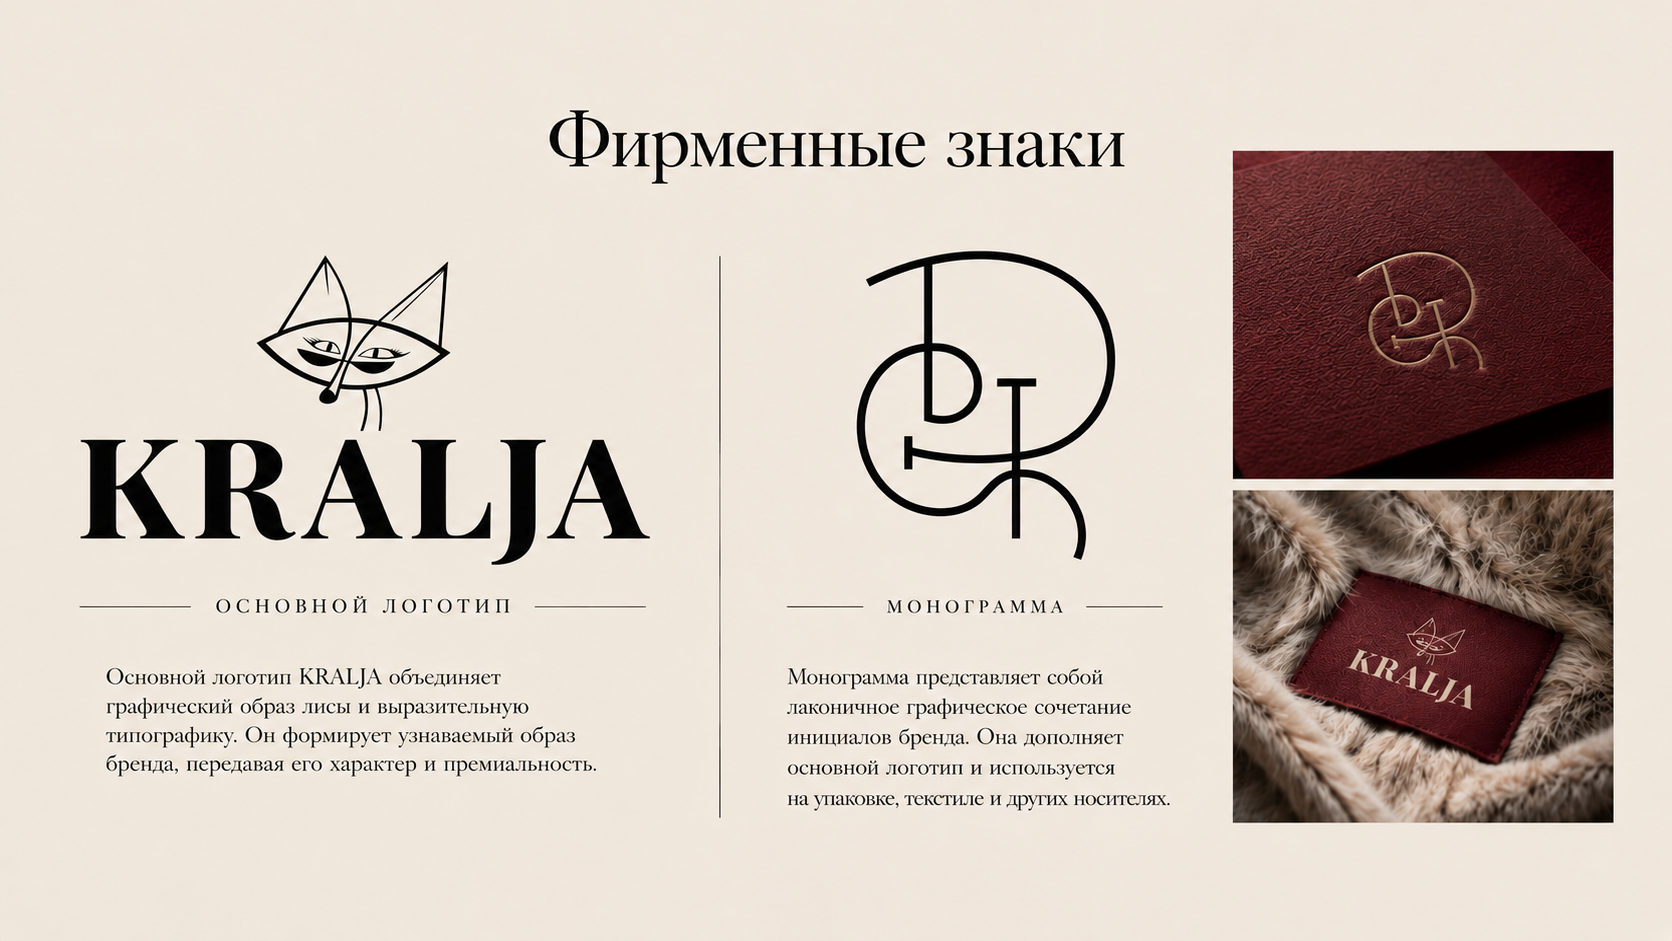 Фирменные знаки
KRALJA
ОСНОВНОЙ ЛОГОТИП
Основной логотип KRALJA объединяет
графический образ лисы и выразительную
типографику. Он формирует узнаваемый образ
бренда, передавая его характер и премиальность.
МОНОГРАММА
Монограмма представляет собой
лаконичное графическое сочетание
инициалов бренда. Она дополняет
основной логотип и используется
на упаковке, текстиле и других носителях.
KRALJA